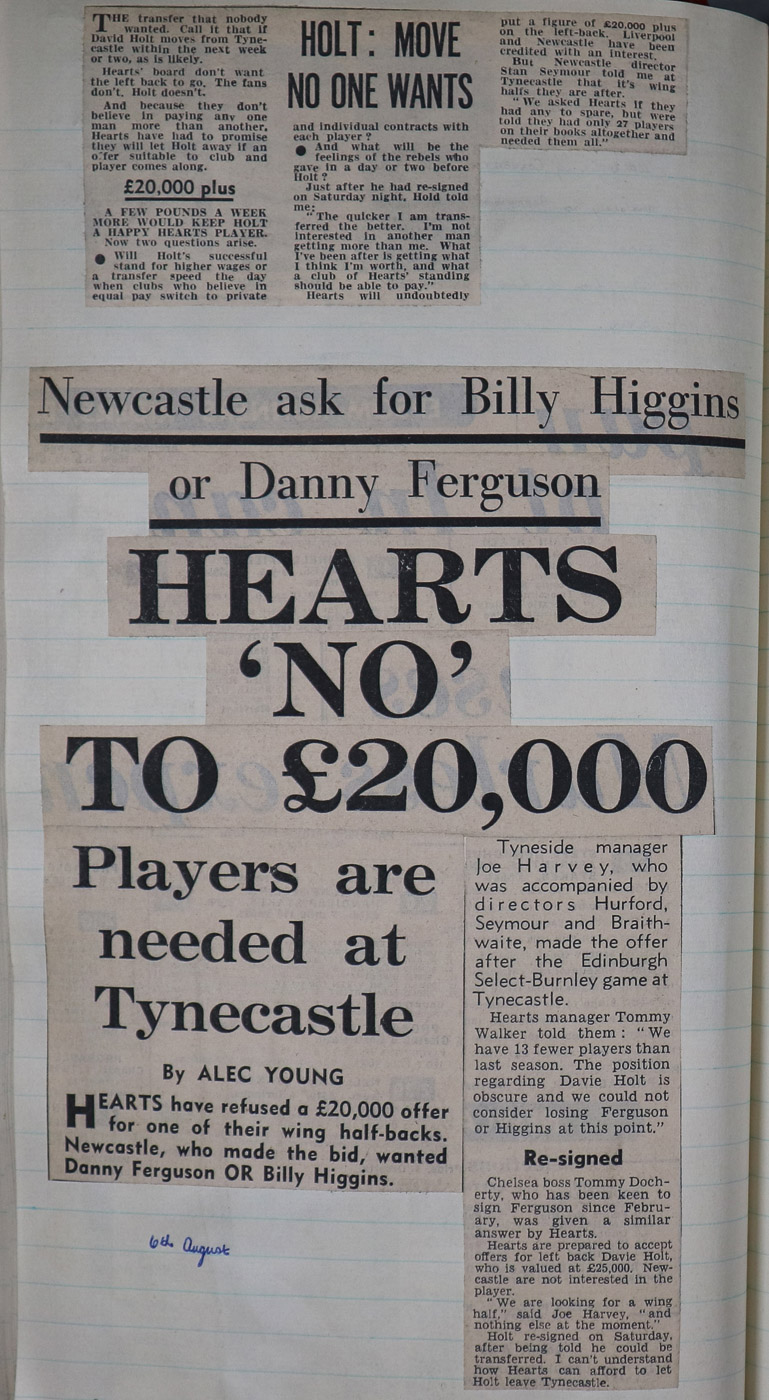 THE transfer that nobody
wanted. Call it that if
David Holt moves from Tyne-
castle within the next week
or two, as is likely.
Hearts' board don't want
the left back to go. The fans
don't. Holt doesn't.
And because they don't
believe in paying any one
man more than another,
Hearts have had to promise
they will let Holt away if an
offer suitable to club and
player comes along.
£20,000 plus
A FEW POUNDS A WEEK
MORE WOULD KEEP HOLT
A HAPPY HEARTS PLAYER.
Now two questions arise.
● Will Holt's successful
stand for higher wages or
a transfer speed the day
when clubs who believe in
equal pay switch to private
HOLT: MOVE
NO ONE WANTS
and individual contracts with
each player?
● And what will be the
feelings of the rebels who
gave in a day or two before
Holt?
Just after he had re-signed
on Saturday night, Hold told
me:
"The quicker I am trans-
ferred the better. I'm not
interested in another man
getting more than me. What
I've been after is getting what
I think I'm worth, and what
a club of Hearts' standing
should be able to pay."
Hearts will undoubtedly
put a figure of £20,000 plus
on the left-back. Liverpool
and Newcastle have been
credited with an interest.
But Newcastle director
Stan Seymour told me at
Tynecastle that it's wing
halfs they are after.
"We asked Hearts if they
had any to spare, but were
told they had only 27 players
on their books altogether and
needed them all."
Newcastle ask for Billy Higgins
or Danny Ferguson
HEARTS
'NO'
TO £20,000
Players are
needed at
Tynecastle
By ALEC YOUNG
HEARTS have refused a £20,000 offer
for one of their wing half-backs.
Newcastle, who made the bid, wanted
Danny Ferguson OR Billy Higgins.
6th August
Tyneside manager
Joe Harvey, who
was accompanied by
directors Hurford,
Seymour and Braith-
waite, made the offer
after the Edinburgh
Select-Burnley game at
Tynecastle.
Hearts manager Tommy
Walker told them: "We
have 13 fewer players than
last season. The position
regarding Davie Holt is
obscure and we could not
consider losing Ferguson
or Higgins at this point."
Re-signed
Chelsea boss Tommy Doch-
erty, who has been keen to
sign Ferguson since Febru-
ary, was given a similar
answer by Hearts.
Hearts are prepared to accept
offers for left back Davie Holt,
who is valued at £25,000. New-
castle are not interested in the
player.
"We are looking for a wing
half," said Joe Harvey, "and
nothing else at the moment."
Holt re-signed on Saturday,
after being told he could be
transferred. I can't understand
how Hearts can afford to let
Holt leave Tynecastle.